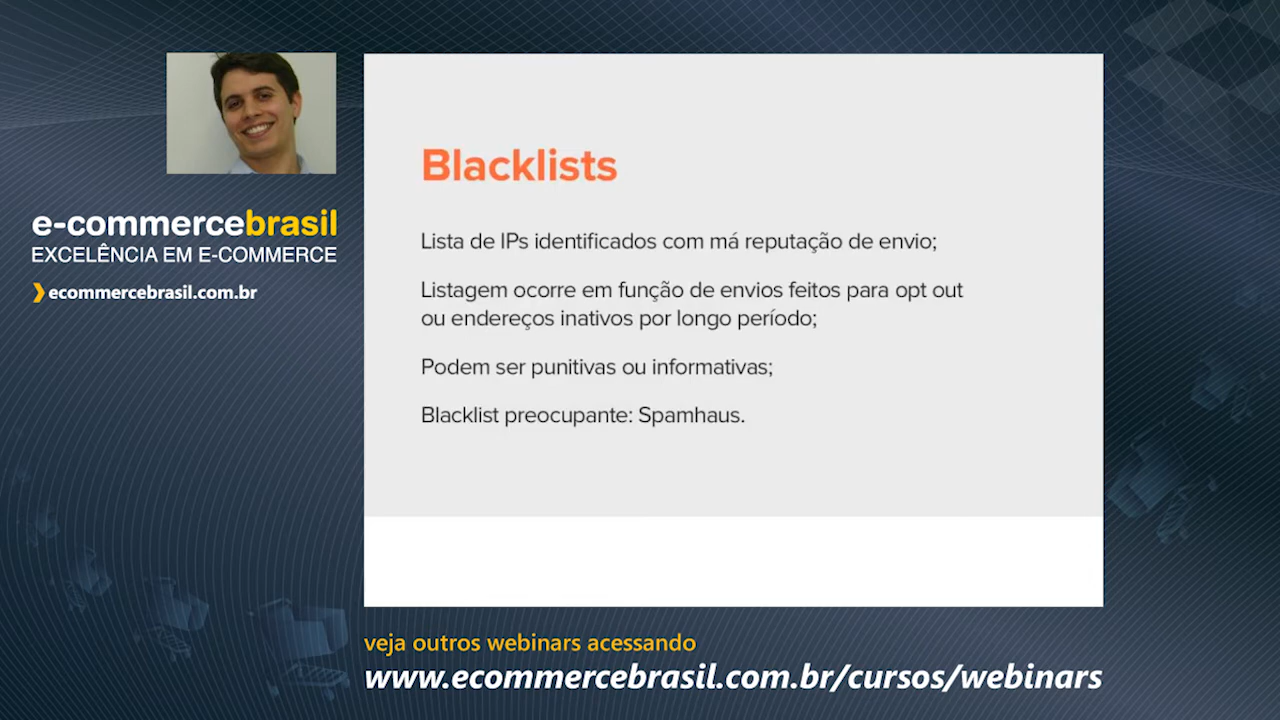 e-commercebrasil
EXCELÊNCIA EM E-COMMERCE
ecommercebrasil.com.br
Blacklists
Lista de IPs identificados com má reputação de envio;
Listagem ocorre em função de envios feitos para opt out
ou endereços inativos por longo período;
Podem ser punitivas ou informativas;
Blacklist preocupante: Spamhaus.
veja outros webinars acessando
www.ecommercebrasil.com.br/cursos/webinars